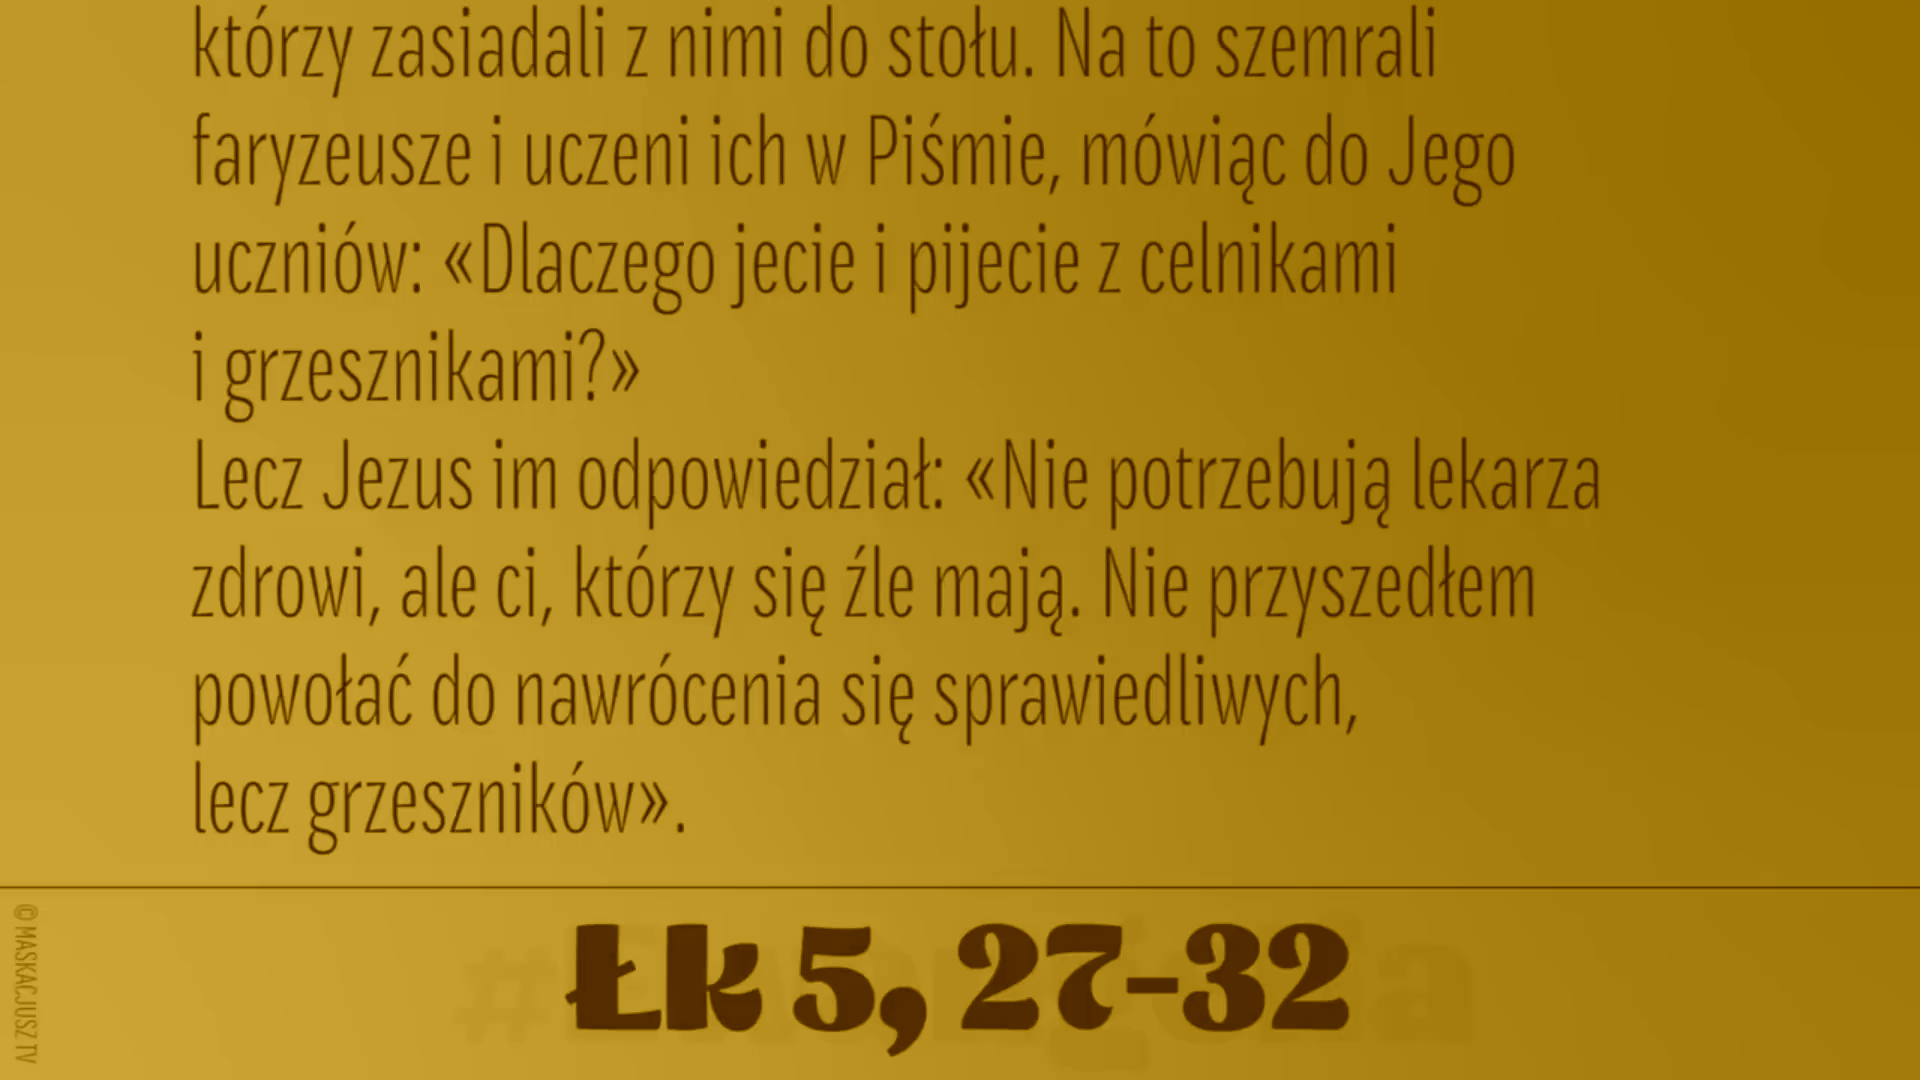 którzy zasiadali z nimi do stołu. Na to szemrali
faryzeusze i uczeni ich w Piśmie, mówiąc do Jego
uczniów: «Dlaczego jecie i pijecie z celnikami
i grzesznikami?»
Lecz Jezus im odpowiedział: «Nie potrzebują lekarza
zdrowi, ale ci, którzy się źle mają. Nie przyszedłem
powołać do nawrócenia się sprawiedliwych,
lecz grzeszników».
Łk 5, 27-32
© MASKACJUSZ TV